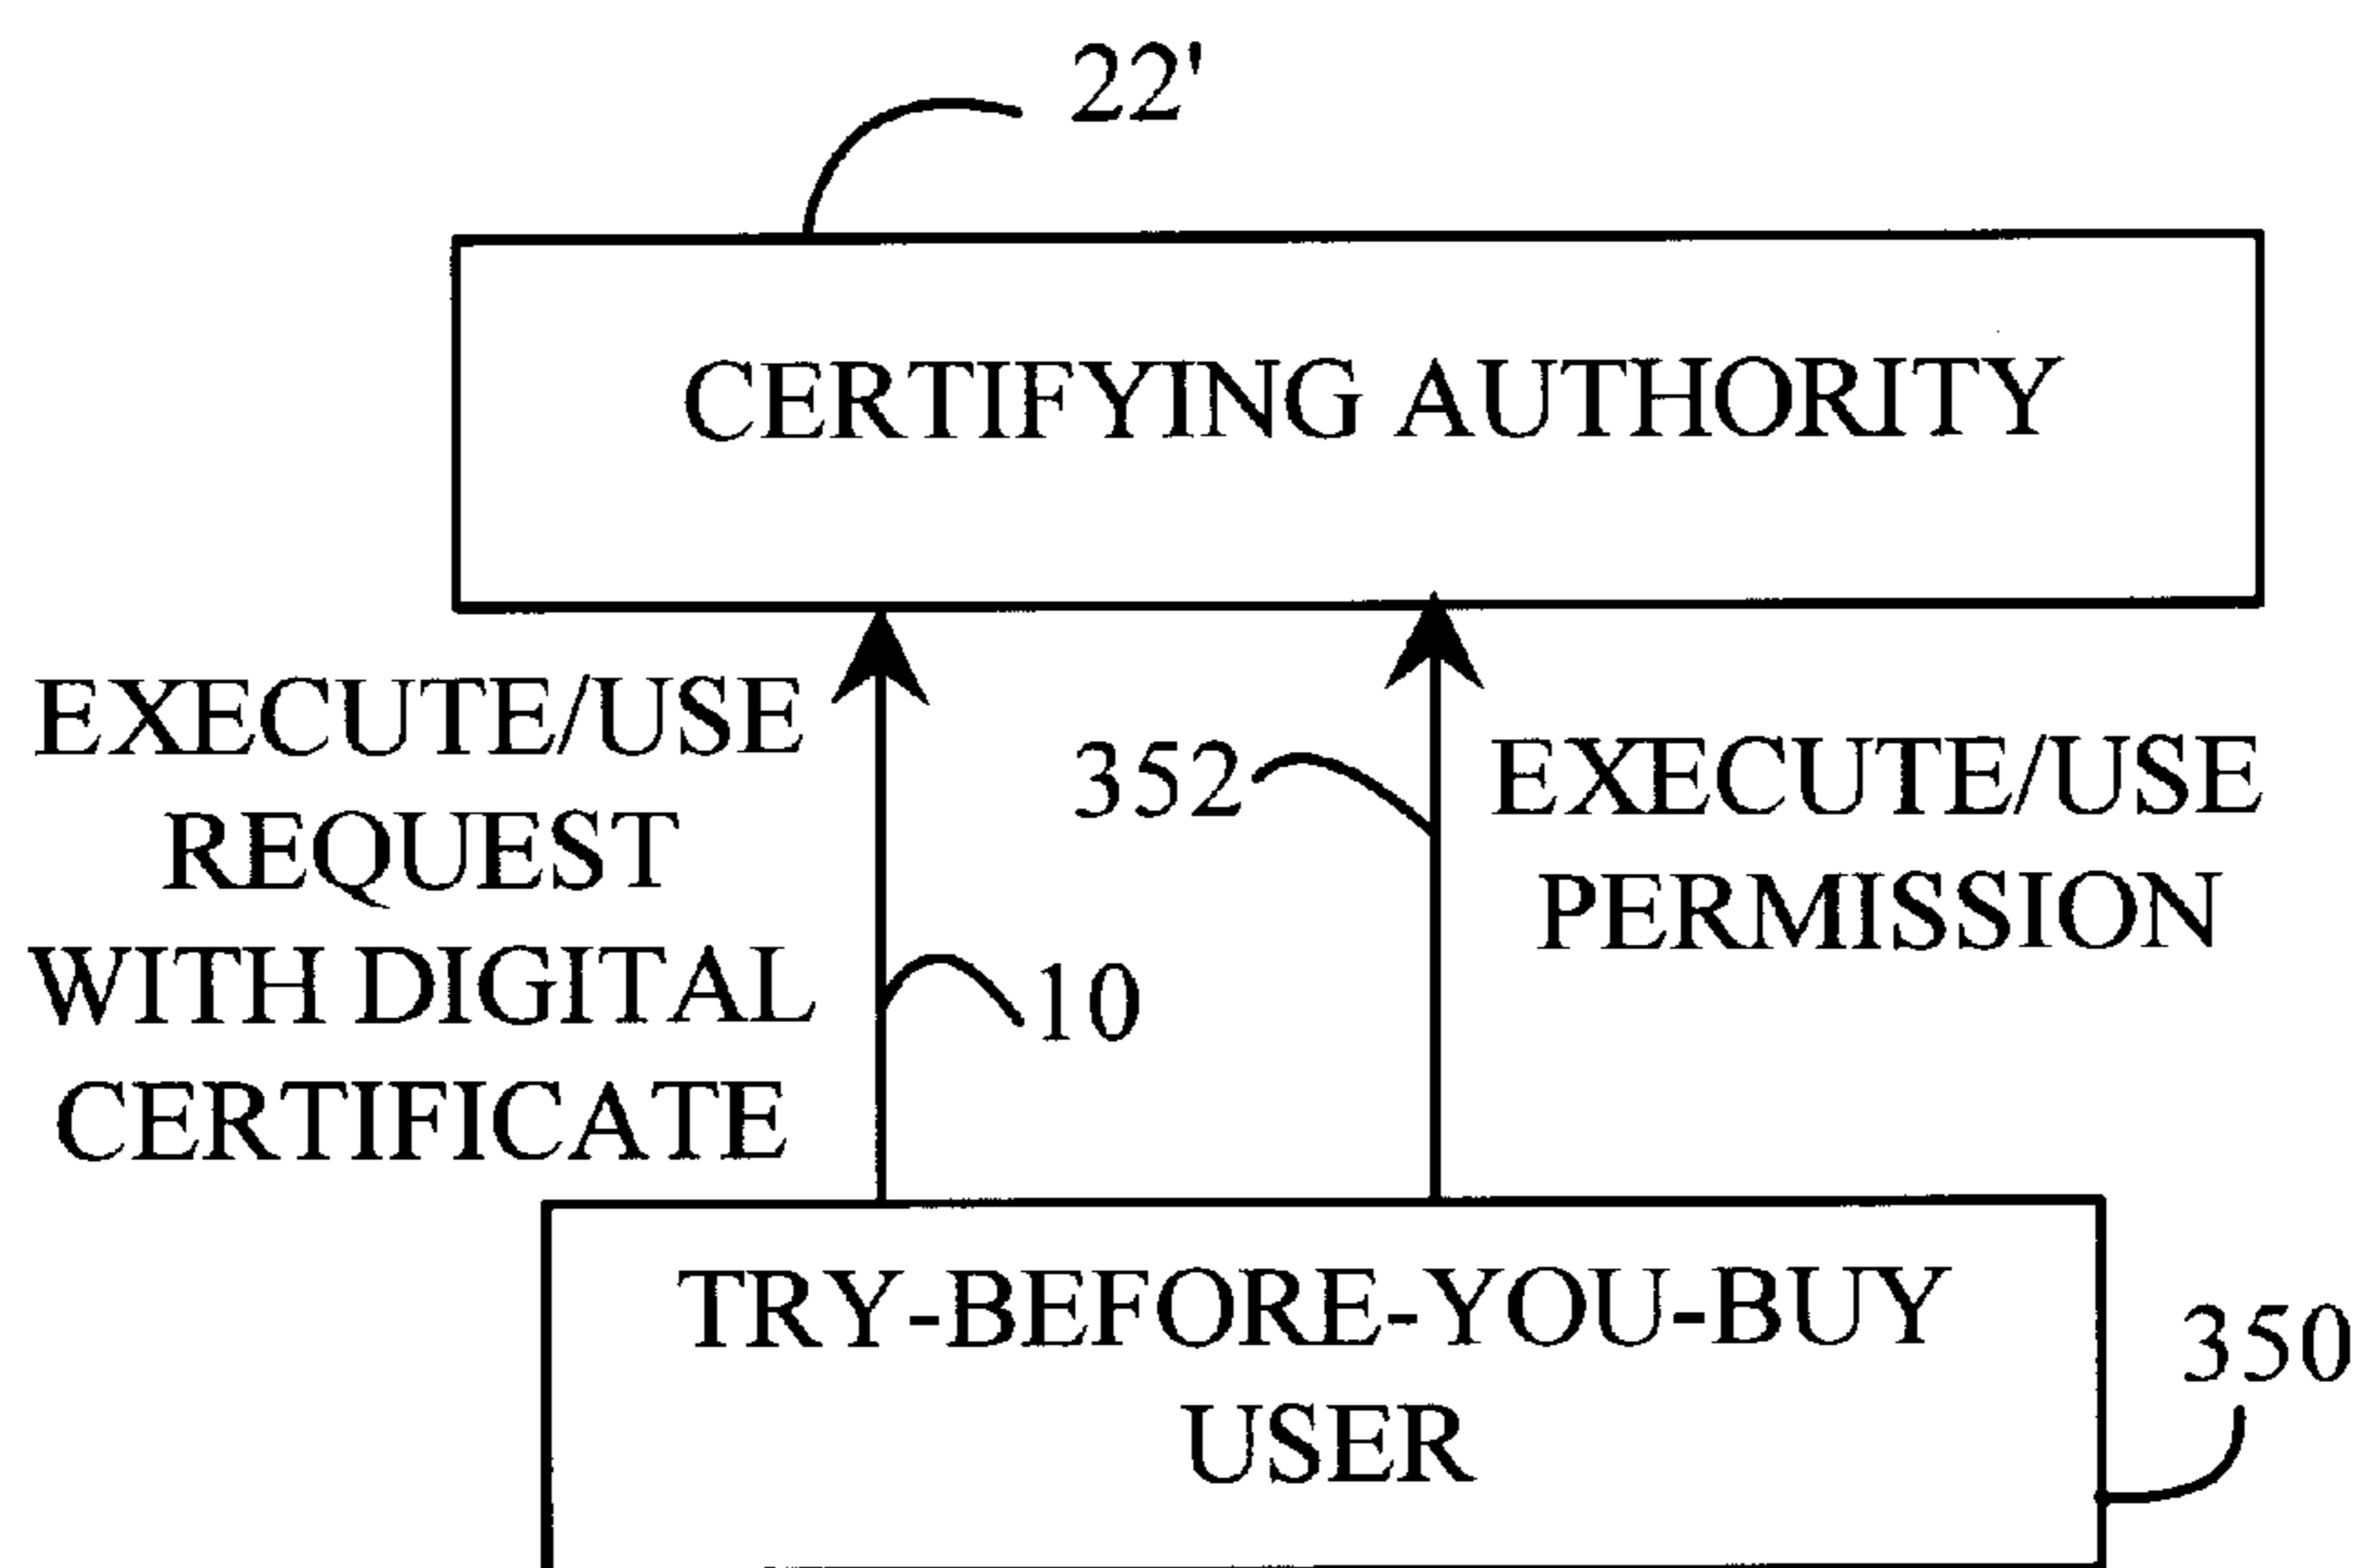 22'
CERTIFYING AUTHORITY
EXECUTE/USE
REQUEST
WITH DIGITAL
CERTIFICATE
352
10
EXECUTE/USE
PERMISSION
TRY-BEFORE-YOU-BUY
USER
350